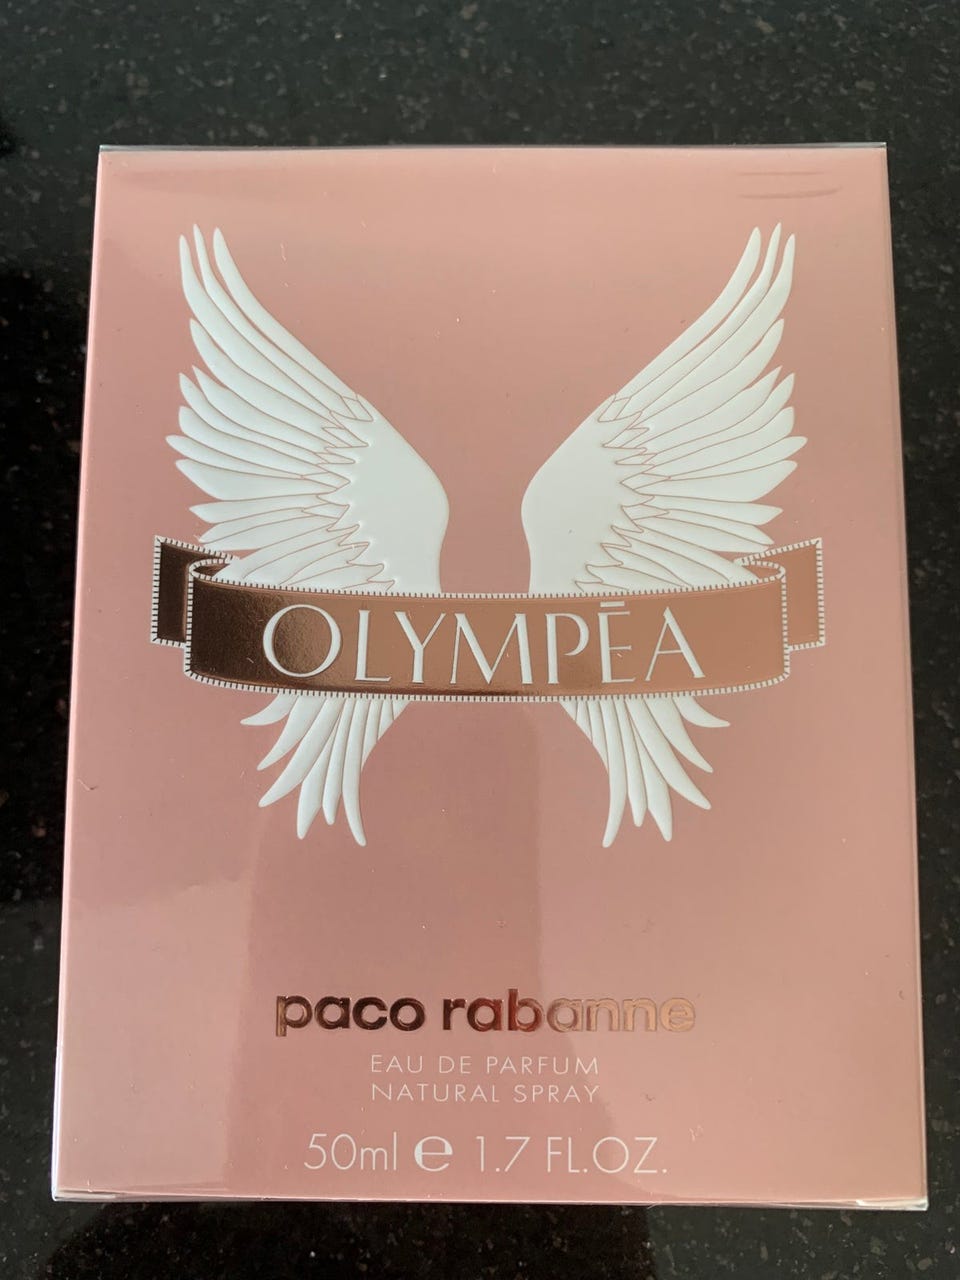 OLYMPĒA
paco rabanne
EAU DE PARFUM
NATURAL SPRAY
50ml ℮ 1.7 FL.OZ.